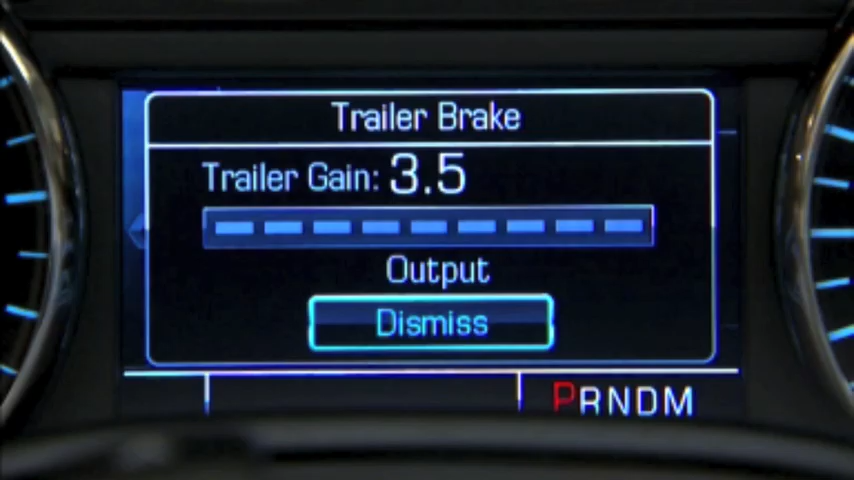 Trailer Brake
Trailer Gain: 3.5
Output
Dismiss
PRNDM